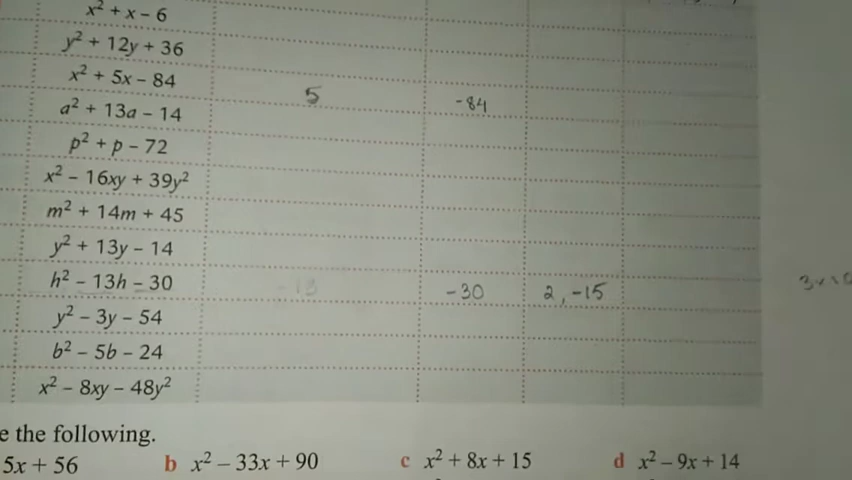 x² + x – 6
y² + 12y + 36
x² + 5x – 84 5 -84
a² + 13a – 14
p² + p – 72
x² – 16xy + 39y²
m² + 14m + 45
y² + 13y – 14
h² – 13h – 30 -13 -30 2, -15
y² – 3y – 54
b² – 5b – 24
x² – 8xy – 48y²
the following.
5x + 56 b x² – 33x + 90 c x² + 8x + 15 d x² – 9x + 14